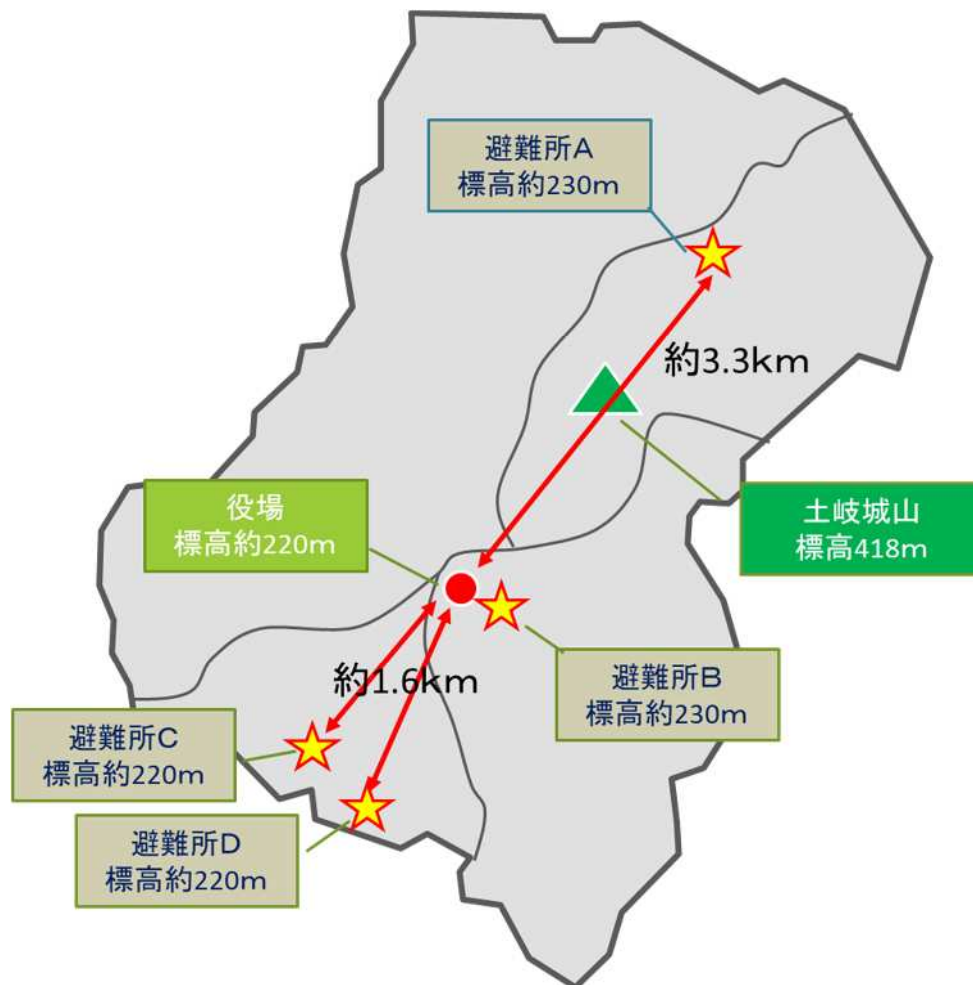 避難所A
標高約230m
約3.3km
役場
標高約220m
土岐城山
標高418m
約1.6km
避難所B
標高約230m
避難所C
標高約220m
避難所D
標高約220m